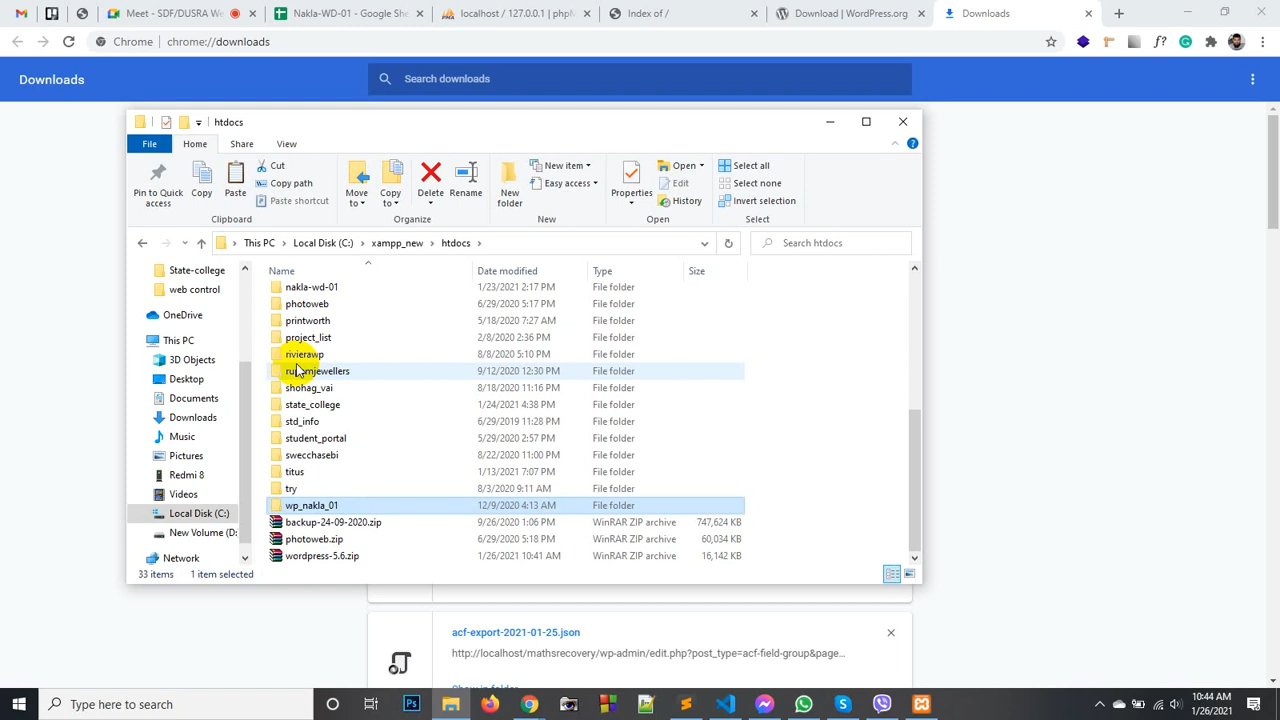 Meet - SDF/DUSRA We
Nakla-WD-01 - Google She
localhost / 127.0.0.1 | phpM
Index of /
Download | WordPress.org
Downloads
Chrome
chrome://downloads
Downloads
Search downloads
htdocs
File
Home
Share
View
Pin to Quick access
Copy
Paste
Cut
Copy path
Paste shortcut
Clipboard
Move to
Copy to
Delete
Rename
Organize
New folder
New item
Easy access
New
Properties
Open
Edit
History
Open
Select all
Select none
Invert selection
Select
This PC
Local Disk (C:)
xampp_new
htdocs
Search htdocs
State-college
web control
OneDrive
This PC
3D Objects
Desktop
Documents
Downloads
Music
Pictures
Redmi 8
Videos
Local Disk (C:)
New Volume (D:
Network
Name Date modified Type Size
nakla-wd-01 1/23/2021 2:17 PM File folder
photoweb 6/29/2020 5:17 PM File folder
printworth 5/18/2020 7:27 AM File folder
project_list 2/8/2020 2:36 PM File folder
rivierawp 8/8/2020 5:10 PM File folder
9/12/2020 12:30 PM File folder
shohag_vai 8/18/2020 11:16 PM File folder
state_college 1/24/2021 4:38 PM File folder
std_info 6/29/2019 11:28 PM File folder
student_portal 5/29/2020 2:57 PM File folder
swecchasebi 8/22/2020 11:00 PM File folder
titus 1/13/2021 7:07 PM File folder
try 8/3/2020 9:11 AM File folder
wp_nakla_01 12/9/2020 4:13 AM File folder
backup-24-09-2020.zip 9/26/2020 1:06 PM WinRAR ZIP archive 747,624 KB
photoweb.zip 6/29/2020 5:18 PM WinRAR ZIP archive 60,034 KB
wordpress-5.6.zip 1/26/2021 10:41 AM WinRAR ZIP archive 16,142 KB
33 items 1 item selected
acf-export-2021-01-25.json
http://localhost/mathsrecovery/wp-admin/edit.php?post_type=acf-field-group&page…
Type here to search
10:44 AM
1/26/2021